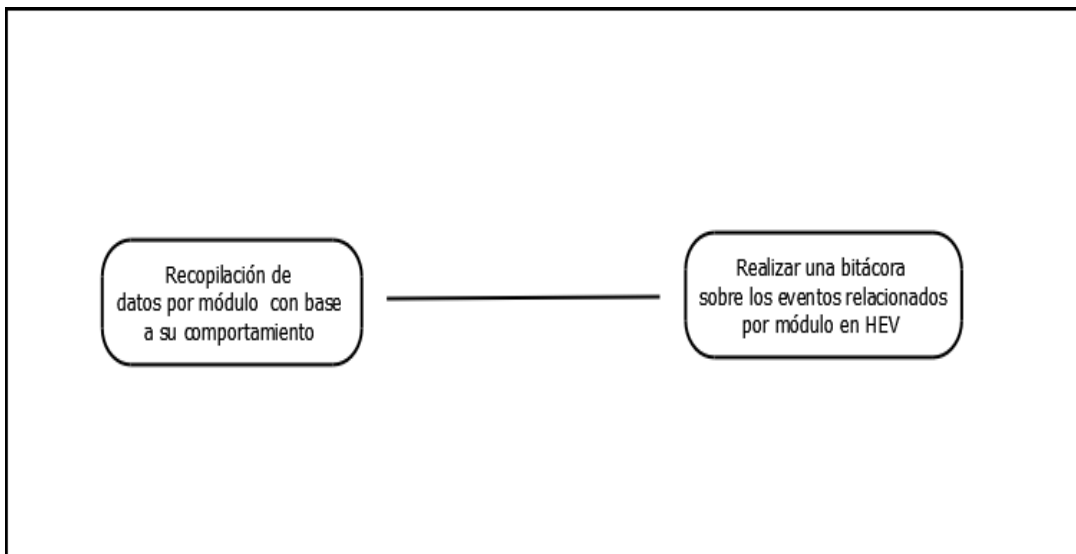 Recopilación de
datos por módulo con base
a su comportamiento
Realizar una bitácora
sobre los eventos relacionados
por módulo en HEV